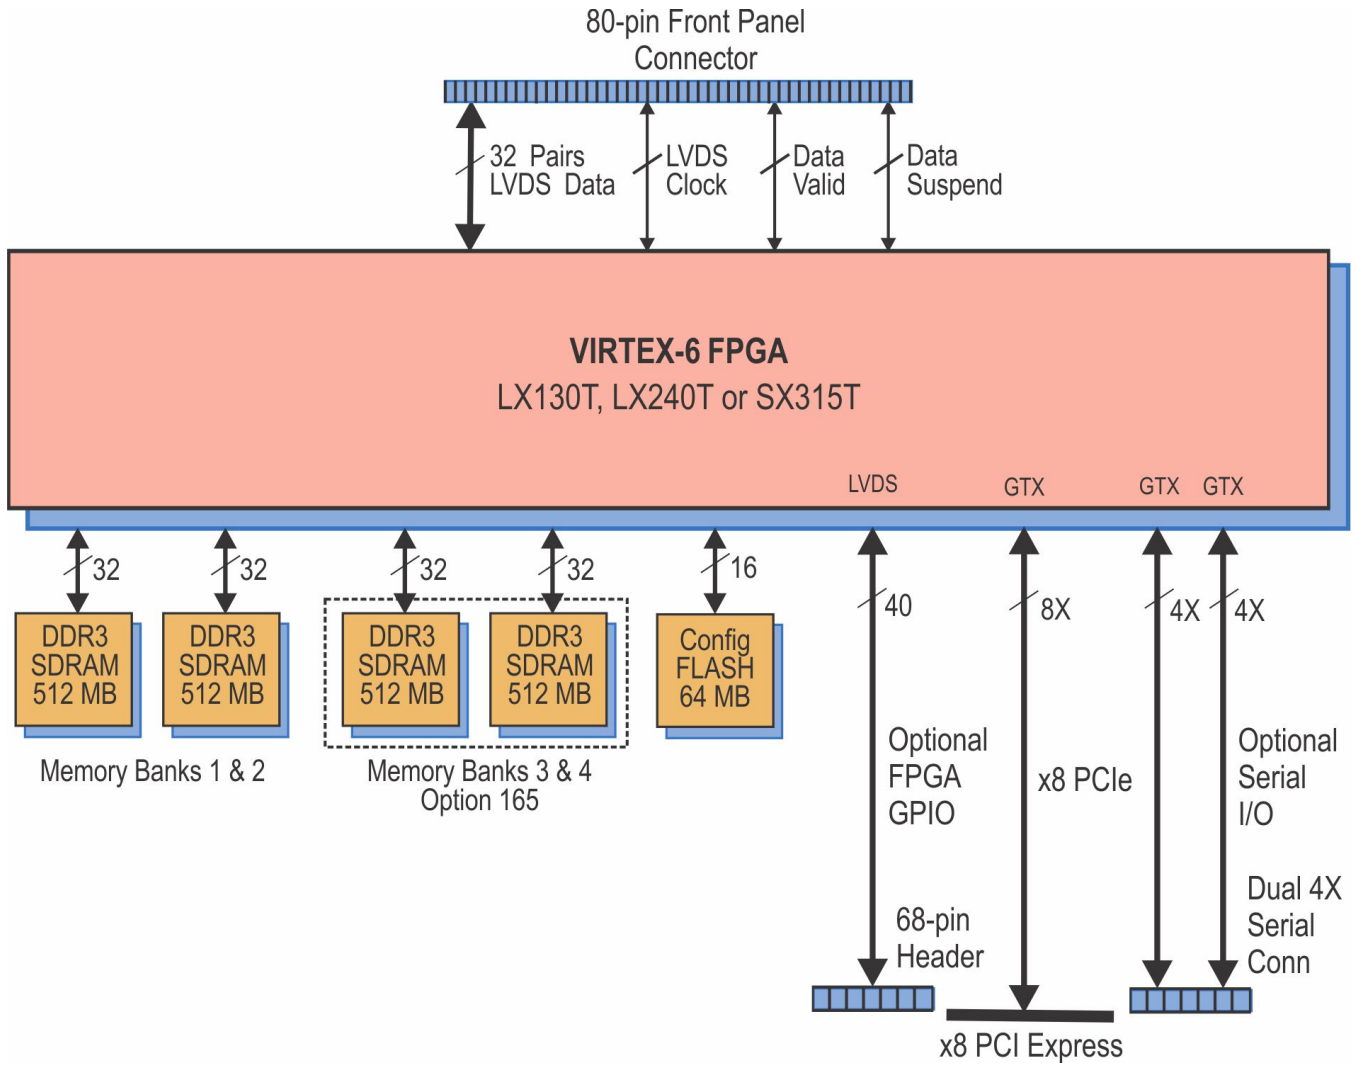 80-pin Front Panel
Connector
32 Pairs
LVDS Data
LVDS
Clock
Data
Valid
Data
Suspend
VIRTEX-6 FPGA
LX130T, LX240T or SX315T
LVDS
GTX
GTX
GTX
32
32
32
32
16
40
8X
4X
4X
DDR3
SDRAM
512 MB
DDR3
SDRAM
512 MB
DDR3
SDRAM
512 MB
DDR3
SDRAM
512 MB
Config
FLASH
64 MB
Memory Banks 1 & 2
Memory Banks 3 & 4
Option 165
Optional
FPGA
GPIO
x8 PCIe
Optional
Serial
I/O
68-pin
Header
Dual 4X
Serial
Conn
x8 PCI Express